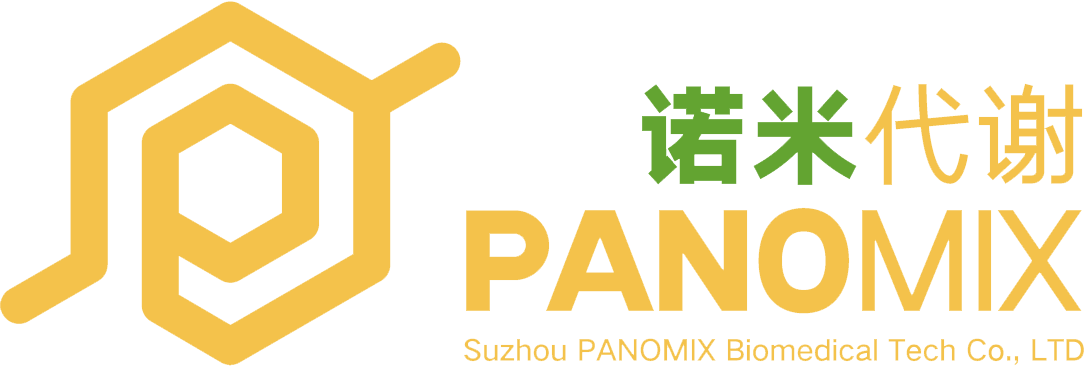 诺米代谢
PANOMIX
Suzhou PANOMIX Biomedical Tech Co., LTD